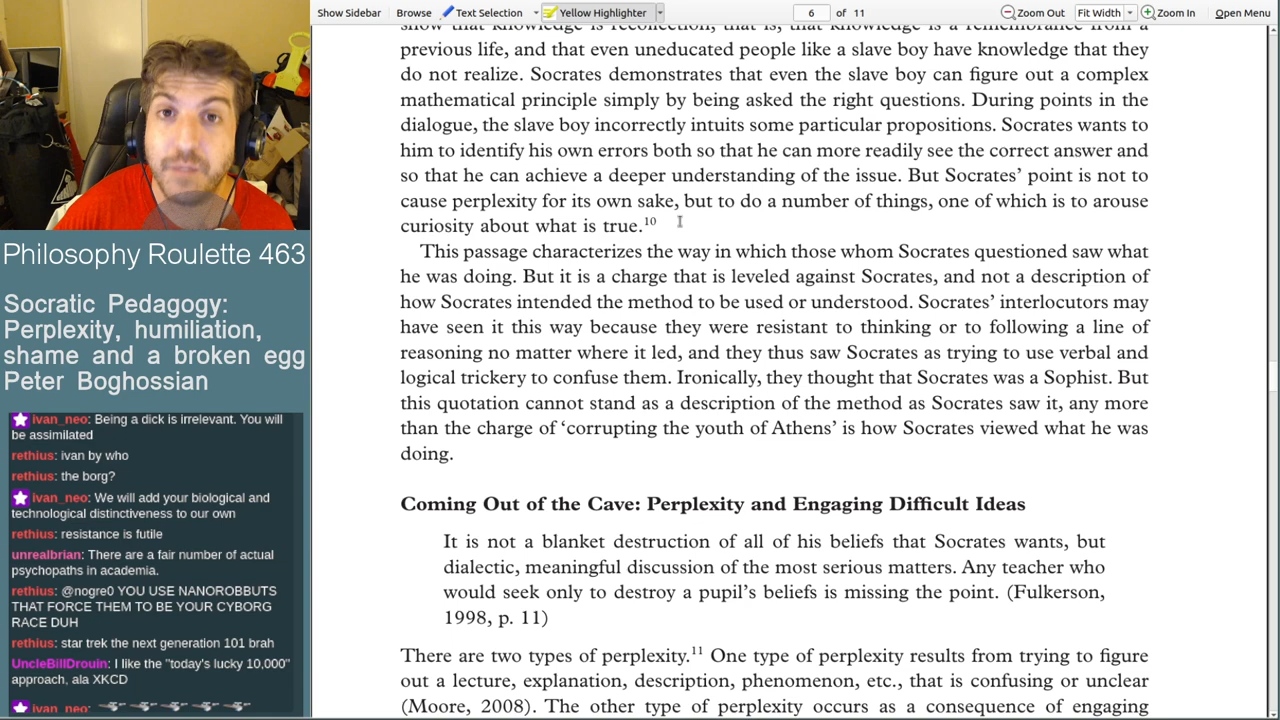 Show Sidebar Browse Text Selection Yellow Highlighter 6 of 11 Zoom Out Fit Width Zoom In Open Menu
show that knowledge is recollection, that is, that knowledge is a remembrance from a
previous life, and that even uneducated people like a slave boy have knowledge that they
do not realize. Socrates demonstrates that even the slave boy can figure out a complex
mathematical principle simply by being asked the right questions. During points in the
dialogue, the slave boy incorrectly intuits some particular propositions. Socrates wants to
him to identify his own errors both so that he can more readily see the correct answer and
so that he can achieve a deeper understanding of the issue. But Socrates' point is not to
cause perplexity for its own sake, but to do a number of things, one of which is to arouse
curiosity about what is true.10
This passage characterizes the way in which those whom Socrates questioned saw what
he was doing. But it is a charge that is leveled against Socrates, and not a description of
how Socrates intended the method to be used or understood. Socrates' interlocutors may
have seen it this way because they were resistant to thinking or to following a line of
reasoning no matter where it led, and they thus saw Socrates as trying to use verbal and
logical trickery to confuse them. Ironically, they thought that Socrates was a Sophist. But
this quotation cannot stand as a description of the method as Socrates saw it, any more
than the charge of ‘corrupting the youth of Athens’ is how Socrates viewed what he was
doing.
Coming Out of the Cave: Perplexity and Engaging Difficult Ideas
It is not a blanket destruction of all of his beliefs that Socrates wants, but
dialectic, meaningful discussion of the most serious matters. Any teacher who
would seek only to destroy a pupil's beliefs is missing the point. (Fulkerson,
1998, p. 11)
There are two types of perplexity.11 One type of perplexity results from trying to figure
out a lecture, explanation, description, phenomenon, etc., that is confusing or unclear
(Moore, 2008). The other type of perplexity occurs as a consequence of engaging
Philosophy Roulette 463
Socratic Pedagogy:
Perplexity, humiliation,
shame and a broken egg
Peter Boghossian
ivan_neo: Being a dick is irrelevant. You will
be assimilated
rethius: ivan by who
rethius: the borg?
ivan_neo: We will add your biological and
technological distinctiveness to our own
rethius: resistance is futile
unrealbrian: There are a fair number of actual
psychopaths in academia.
rethius: @nogre0 YOU USE NANOROBBUTS
THAT FORCE THEM TO BE YOUR CYBORG
RACE DUH
rethius: star trek the next generation 101 brah
UncleBillDrouin: I like the "today's lucky 10,000"
approach, ala XKCD
ivan_neo: